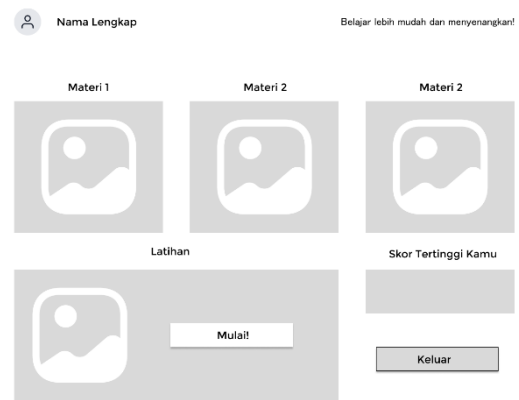 Nama Lengkap
Belajar lebih mudah dan menyenangkan!
Materi 1
Materi 2
Materi 2
Latihan
Skor Tertinggi Kamu
Mulai!
Keluar